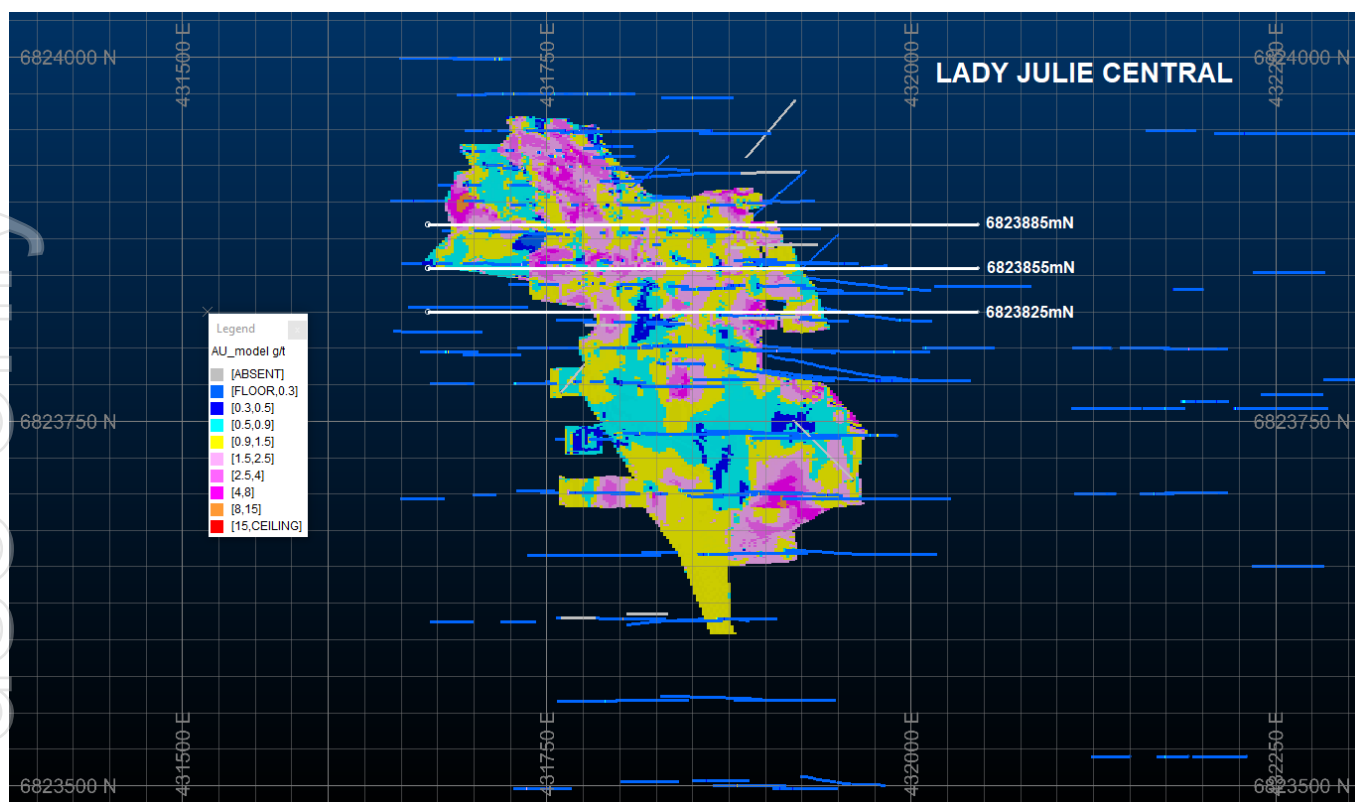 6824000 N
431500 E
431750 E
432000 E
432250 E
6824000 N
LADY JULIE CENTRAL
6823885mN
6823855mN
6823825mN
Legend
AU_model g/t
[ABSENT]
[FLOOR,0.3]
[0.3,0.5]
[0.5,0.9]
[0.9,1.5]
[1.5,2.5]
[2.5,4]
[4,8]
[8,15]
[15,CEILING]
6823750 N
6823750 N
431500 E
431750 E
432000 E
432250 E
6823500 N
6823500 N